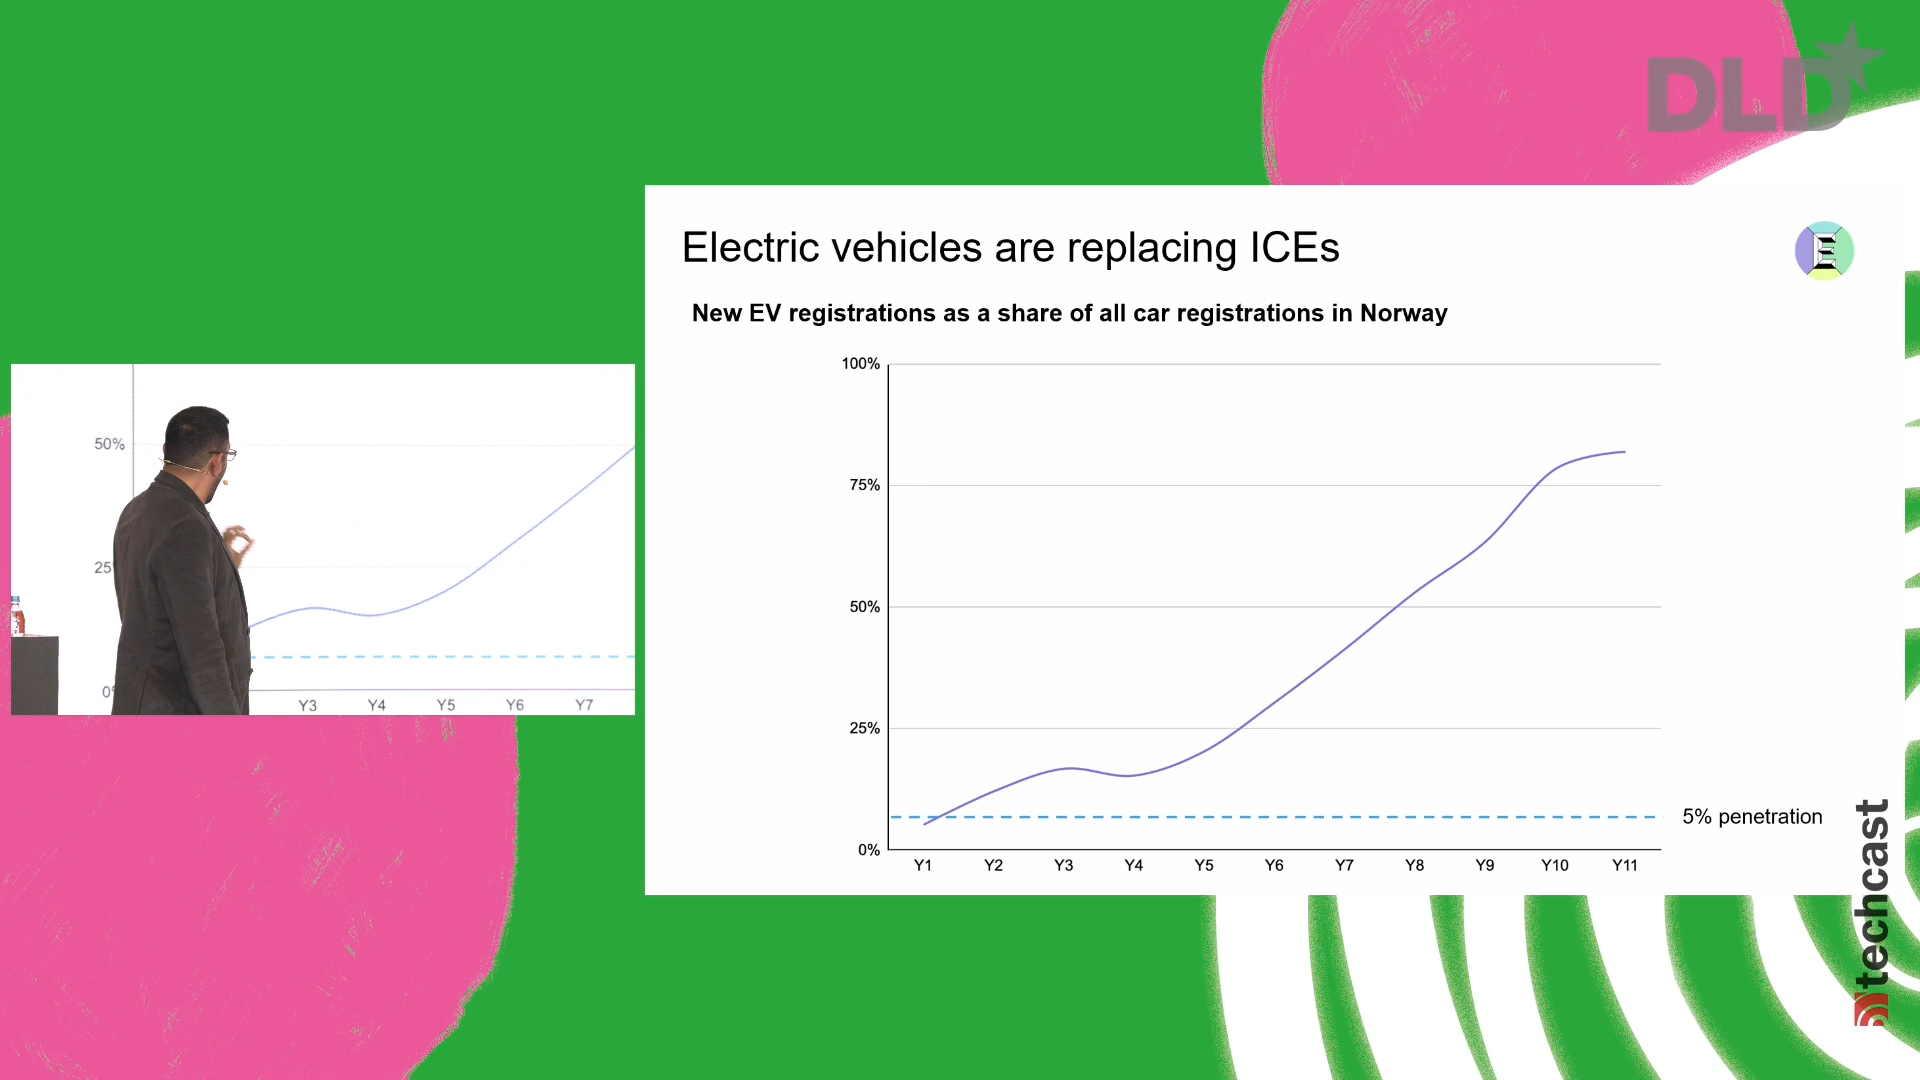 DLD
Electric vehicles are replacing ICEs
E
New EV registrations as a share of all car registrations in Norway
100%
75%
50%
25%
0%
5% penetration
Y1 Y2 Y3 Y4 Y5 Y6 Y7 Y8 Y9 Y10 Y11
50%
25
0
Y3 Y4 Y5 Y6 Y7
techcast